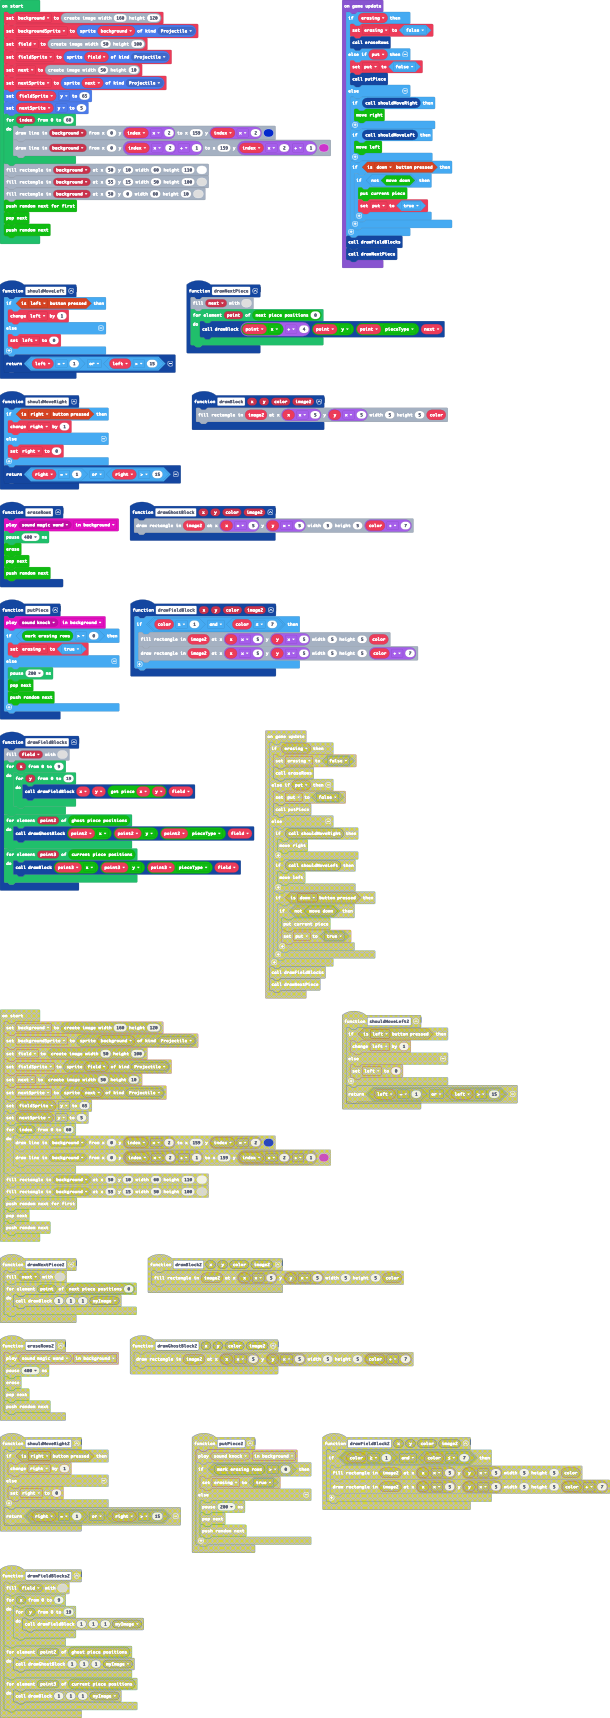 on start
set background to create image width 160 height 120
set backgroundSprite to sprite background of kind Projectile
set field to create image width 50 height 100
set fieldSprite to sprite field of kind Projectile
set next to create image width 50 height 10
set nextSprite to sprite next of kind Projectile
set fieldSprite y to 65
set nextSprite y to 5
for index from 0 to 60
do draw line in background from x 0 y index × 2 to x 159 y index × 2
draw line in background from x 0 y index × 2 + 1 to x 159 y index × 2 + 1
fill rectangle in background at x 50 y 10 width 60 height 110
fill rectangle in background at x 55 y 15 width 50 height 100
fill rectangle in background at x 50 y 0 width 60 height 10
push random next for first
pop next
push random next
on game update
if erasing then
set erasing to false
call eraseRows
else if put then
set put to false
call putPiece
else
if call shouldMoveRight then
move right
if call shouldMoveLeft then
move left
if is down button pressed then
if not move down then
put current piece
set put to true
call drawFieldBlocks
call drawNextPiece
function shouldMoveLeft
if is left button pressed then
change left by 1
else
set left to 0
return left = 1 or left > 15
function drawNextPiece
fill next with
for element point of next piece positions 0
do call drawBlock point x + 4 point y point pieceType next
function shouldMoveRight
if is right button pressed then
change right by 1
else
set right to 0
return right = 1 or right > 15
function drawBlock x y color image2
fill rectangle in image2 at x x × 5 y y × 5 width 5 height 5 color
function eraseRows
play sound magic wand in background
pause 400 ms
erase
pop next
push random next
function drawGhostBlock x y color image2
draw rectangle in image2 at x x × 5 y y × 5 width 5 height 5 color + 7
function putPiece
play sound knock in background
if mark erasing rows > 0 then
set erasing to true
else
pause 200 ms
pop next
push random next
function drawFieldBlock x y color image2
if color ≥ 1 and color ≤ 7 then
fill rectangle in image2 at x x × 5 y y × 5 width 5 height 5 color
draw rectangle in image2 at x x × 5 y y × 5 width 5 height 5 color + 7
function drawFieldBlocks
fill field with
for x from 0 to 9
do for y from 0 to 19
do call drawFieldBlock x y get piece x y field
for element point2 of ghost piece positions
do call drawGhostBlock point2 x point2 y point2 pieceType field
for element point3 of current piece positions
do call drawBlock point3 x point3 y point3 pieceType field
on game update
if erasing then
set erasing to false
call eraseRows
else if put then
set put to false
call putPiece
else
if call shouldMoveRight then
move right
if call shouldMoveLeft then
move left
if is down button pressed then
if not move down then
put current piece
set put to true
call drawFieldBlocks
call drawNextPiece
on start
set background to create image width 160 height 120
set backgroundSprite to sprite background of kind Projectile
set field to create image width 50 height 100
set fieldSprite to sprite field of kind Projectile
set next to create image width 50 height 10
set nextSprite to sprite next of kind Projectile
set fieldSprite y to 65
set nextSprite y to 5
for index from 0 to 60
do draw line in background from x 0 y index × 2 to x 159 y index × 2
draw line in background from x 0 y index × 2 + 1 to x 159 y index × 2 + 1
fill rectangle in background at x 50 y 10 width 60 height 110
fill rectangle in background at x 55 y 15 width 50 height 100
push random next for first
pop next
push random next
function shouldMoveLeft2
if is left button pressed then
change left by 1
else
set left to 0
return left = 1 or left > 15
function drawNextPiece2
fill next with
for element point of next piece positions 0
do call drawBlock 1 1 1 myImage
function drawBlock2 x y color image2
fill rectangle in image2 at x x × 5 y y × 5 width 5 height 5 color
function eraseRows2
play sound magic wand in background
pause 400 ms
erase
pop next
push random next
function drawGhostBlock2 x y color image2
draw rectangle in image2 at x x × 5 y y × 5 width 5 height 5 color + 7
function shouldMoveRight2
if is right button pressed then
change right by 1
else
set right to 0
return right = 1 or right > 15
function putPiece2
play sound knock in background
if mark erasing rows > 0 then
set erasing to true
else
pause 200 ms
pop next
push random next
function drawFieldBlock2 x y color image2
if color ≥ 1 and color ≤ 7 then
fill rectangle in image2 at x x × 5 y y × 5 width 5 height 5 color
draw rectangle in image2 at x x × 5 y y × 5 width 5 height 5 color + 7
function drawFieldBlocks2
fill field with
for x from 0 to 9
do for y from 0 to 19
do call drawFieldBlock 1 1 1 myImage
for element point2 of ghost piece positions
do call drawGhostBlock 1 1 1 myImage
for element point3 of current piece positions
do call drawBlock 1 1 1 myImage